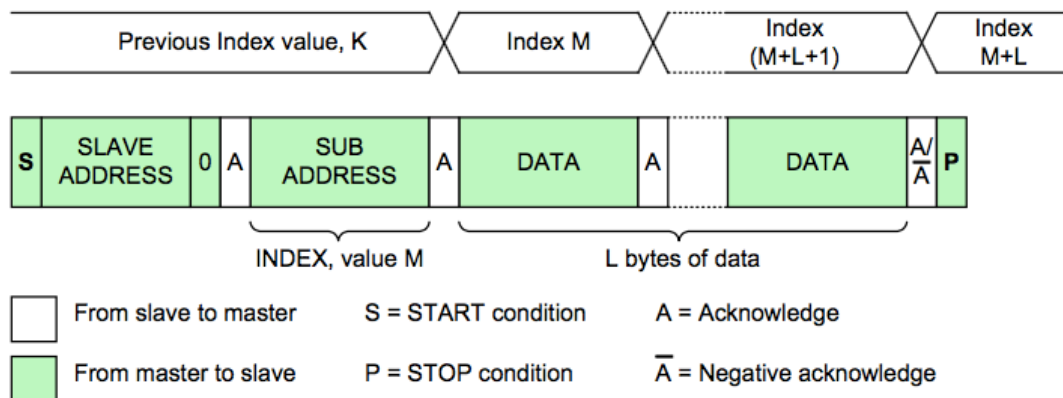 Previous Index value, K
Index M
Index
(M+L+1)
Index
M+L
S
SLAVE
ADDRESS
0
A
SUB
ADDRESS
A
DATA
A
DATA
A/
A̅
P
INDEX, value M
L bytes of data
From slave to master
S = START condition
A = Acknowledge
From master to slave
P = STOP condition
A̅ = Negative acknowledge